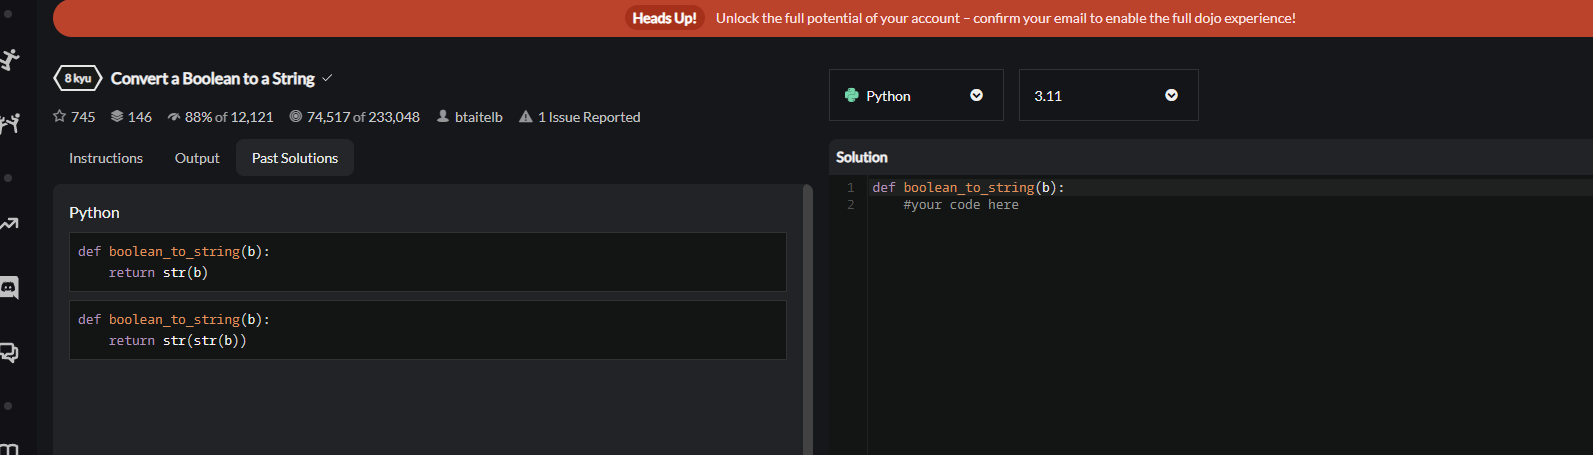 Heads Up! Unlock the full potential of your account – confirm your email to enable the full dojo experience!
8 kyu Convert a Boolean to a String
745 146 88% of 12,121 74,517 of 233,048 btaitelb 1 Issue Reported
Instructions Output Past Solutions
Python
def boolean_to_string(b):
    return str(b)
def boolean_to_string(b):
    return str(str(b))
Python 3.11
Solution
1 def boolean_to_string(b):
2     #your code here